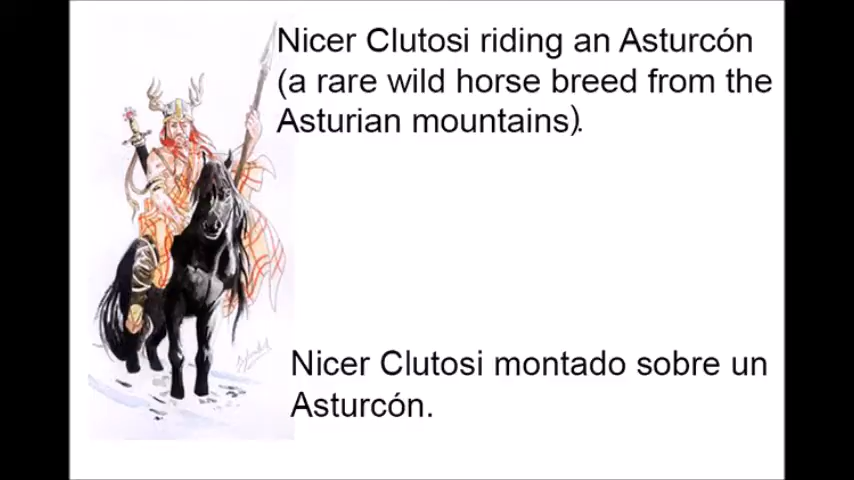 Nicer Clutosi riding an Asturcón
(a rare wild horse breed from the
Asturian mountains).
Nicer Clutosi montado sobre un
Asturcón.